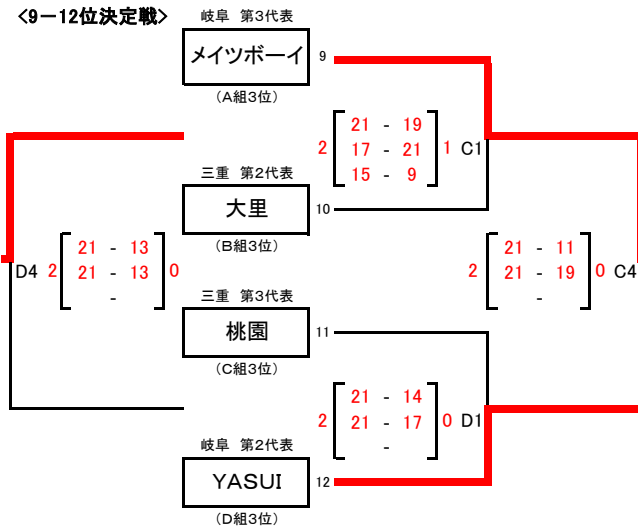 <9－12位決定戦>
岐阜 第3代表
メイツボーイ 9
(A組3位)
21 - 19
2 17 - 21 1 C1
15 - 9
三重 第2代表
大里 10
(B組3位)
21 - 13
D4 2 21 - 13 0
-
21 - 11
2 21 - 19 0 C4
-
三重 第3代表
桃園 11
(C組3位)
21 - 14
2 21 - 17 0 D1
-
岐阜 第2代表
YASUI 12
(D組3位)